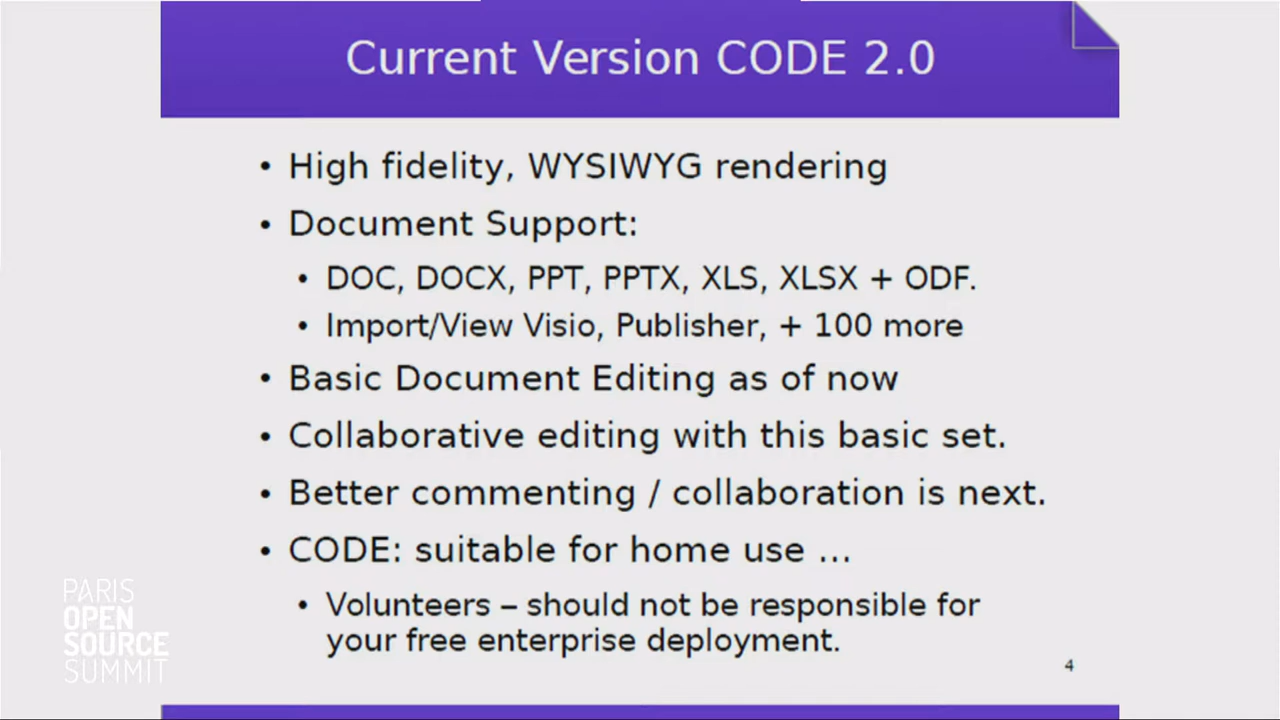 Current Version CODE 2.0
• High fidelity, WYSIWYG rendering
• Document Support:
• DOC, DOCX, PPT, PPTX, XLS, XLSX + ODF.
• Import/View Visio, Publisher, + 100 more
• Basic Document Editing as of now
• Collaborative editing with this basic set.
• Better commenting / collaboration is next.
• CODE: suitable for home use ...
• Volunteers – should not be responsible for
your free enterprise deployment.
4
PARIS
OPEN
SOURCE
SUMMIT